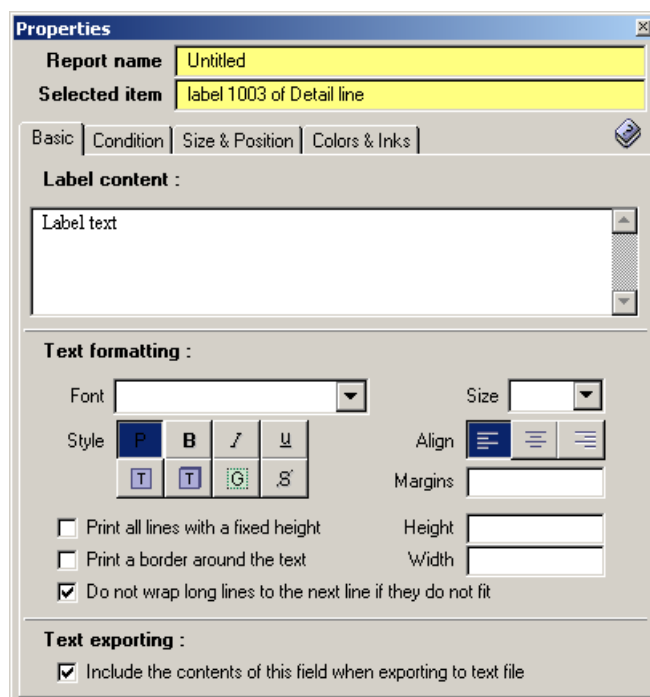 Properties
Report name Untitled
Selected item label 1003 of Detail line
Basic Condition Size & Position Colors & Inks
Label content :
Label text
Text formatting :
Font Size
Style P B I U Align
T T G S Margins
Print all lines with a fixed height Height
Print a border around the text Width
Do not wrap long lines to the next line if they do not fit
Text exporting :
Include the contents of this field when exporting to text file